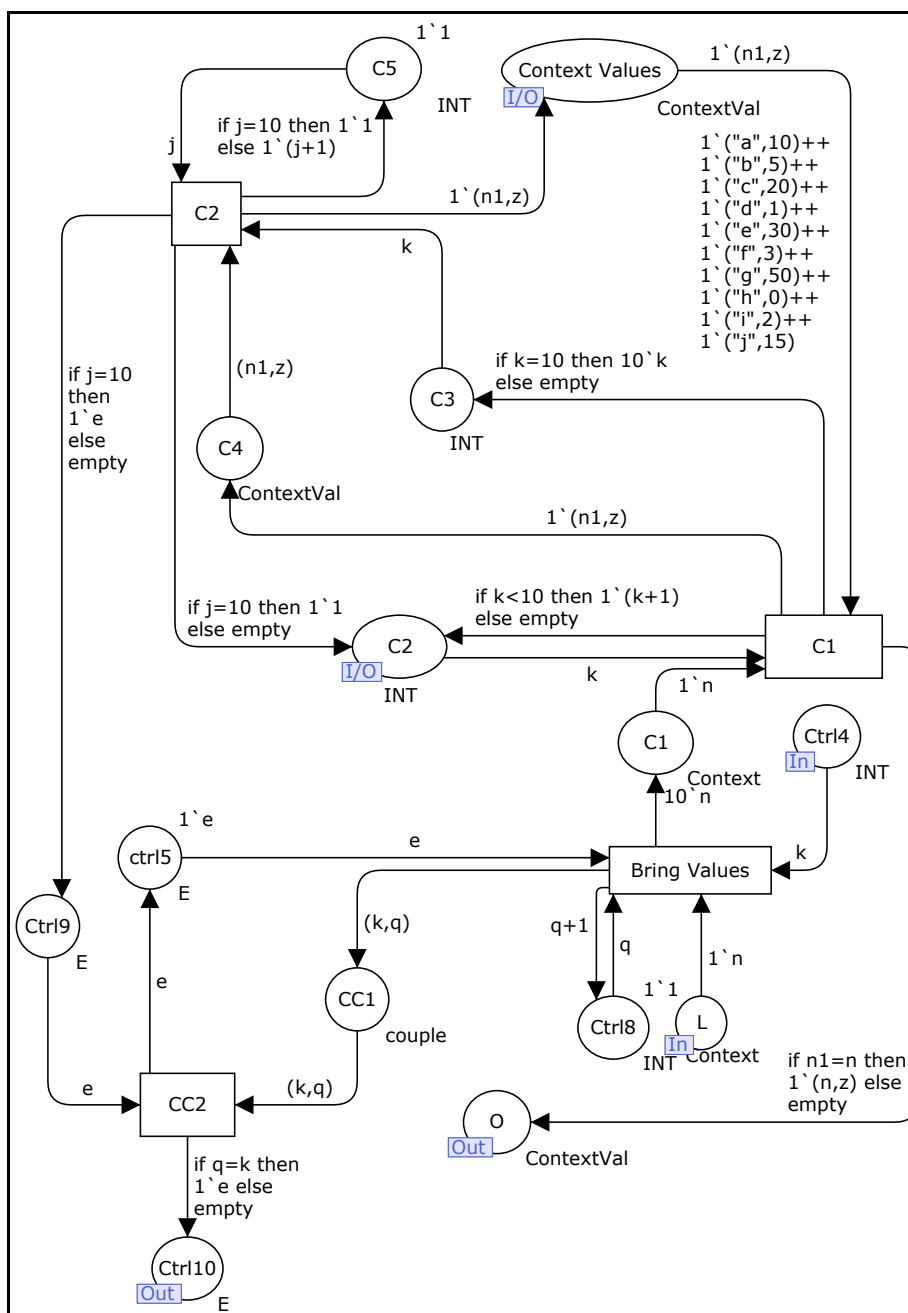 1`1
C5
INT
Context Values
I/O
1`(n1,z)
ContextVal
1`("a",10)++
1`("b",5)++
1`("c",20)++
1`("d",1)++
1`("e",30)++
1`("f",3)++
1`("g",50)++
1`("h",0)++
1`("i",2)++
1`("j",15)
if j=10 then 1`1
else 1`(j+1)
j
C2
1`(n1,z)
k
if j=10
then
1`e
else
empty
(n1,z)
C3
INT
if k=10 then 10`k
else empty
C4
ContextVal
1`(n1,z)
if j=10 then 1`1
else empty
if k<10 then 1`(k+1)
else empty
C2
I/O
INT
k
C1
1`n
C1
Context
10`n
Ctrl4
In
INT
k
1`e
ctrl5
E
e
Bring Values
Ctrl9
E
e
(k,q)
q+1
q
1`n
CC1
couple
1`1
Ctrl8
INT
L
In
Context
e
CC2
(k,q)
if n1=n then
1`(n,z) else
empty
O
Out
ContextVal
if q=k then
1`e else
empty
Ctrl10
Out
E